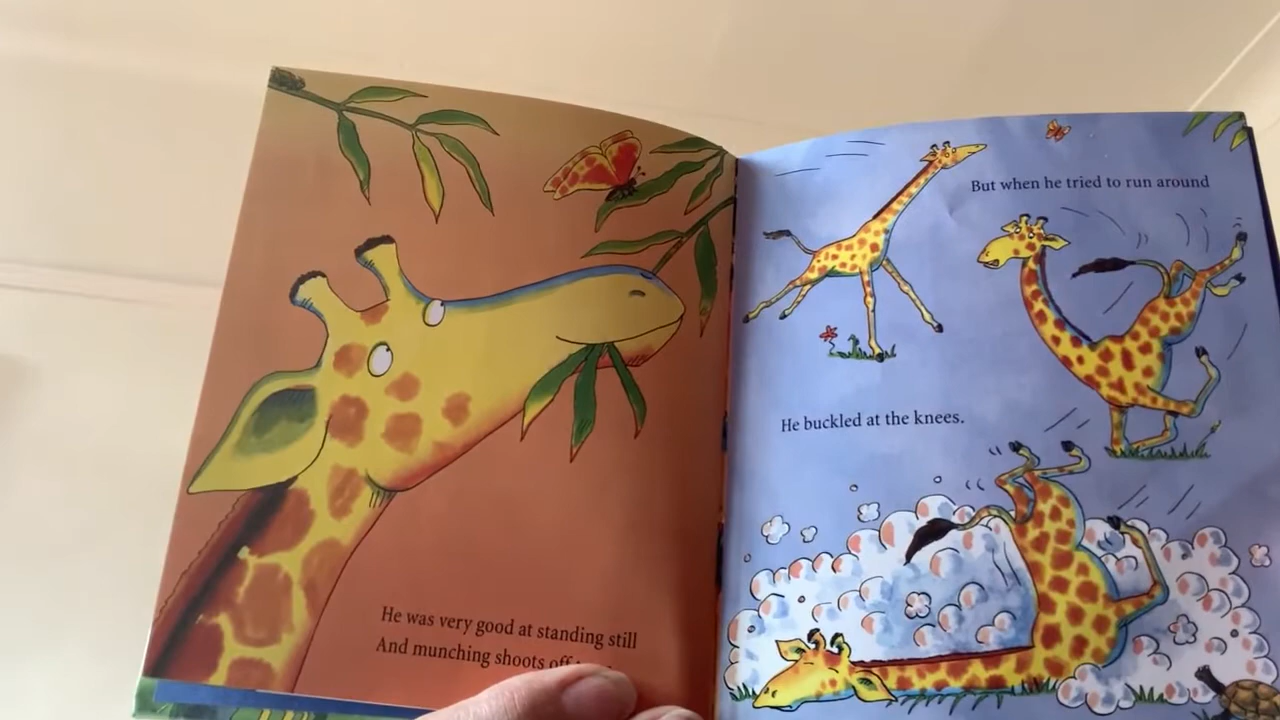 He was very good at standing still
And munching shoots off
But when he tried to run around
He buckled at the knees.